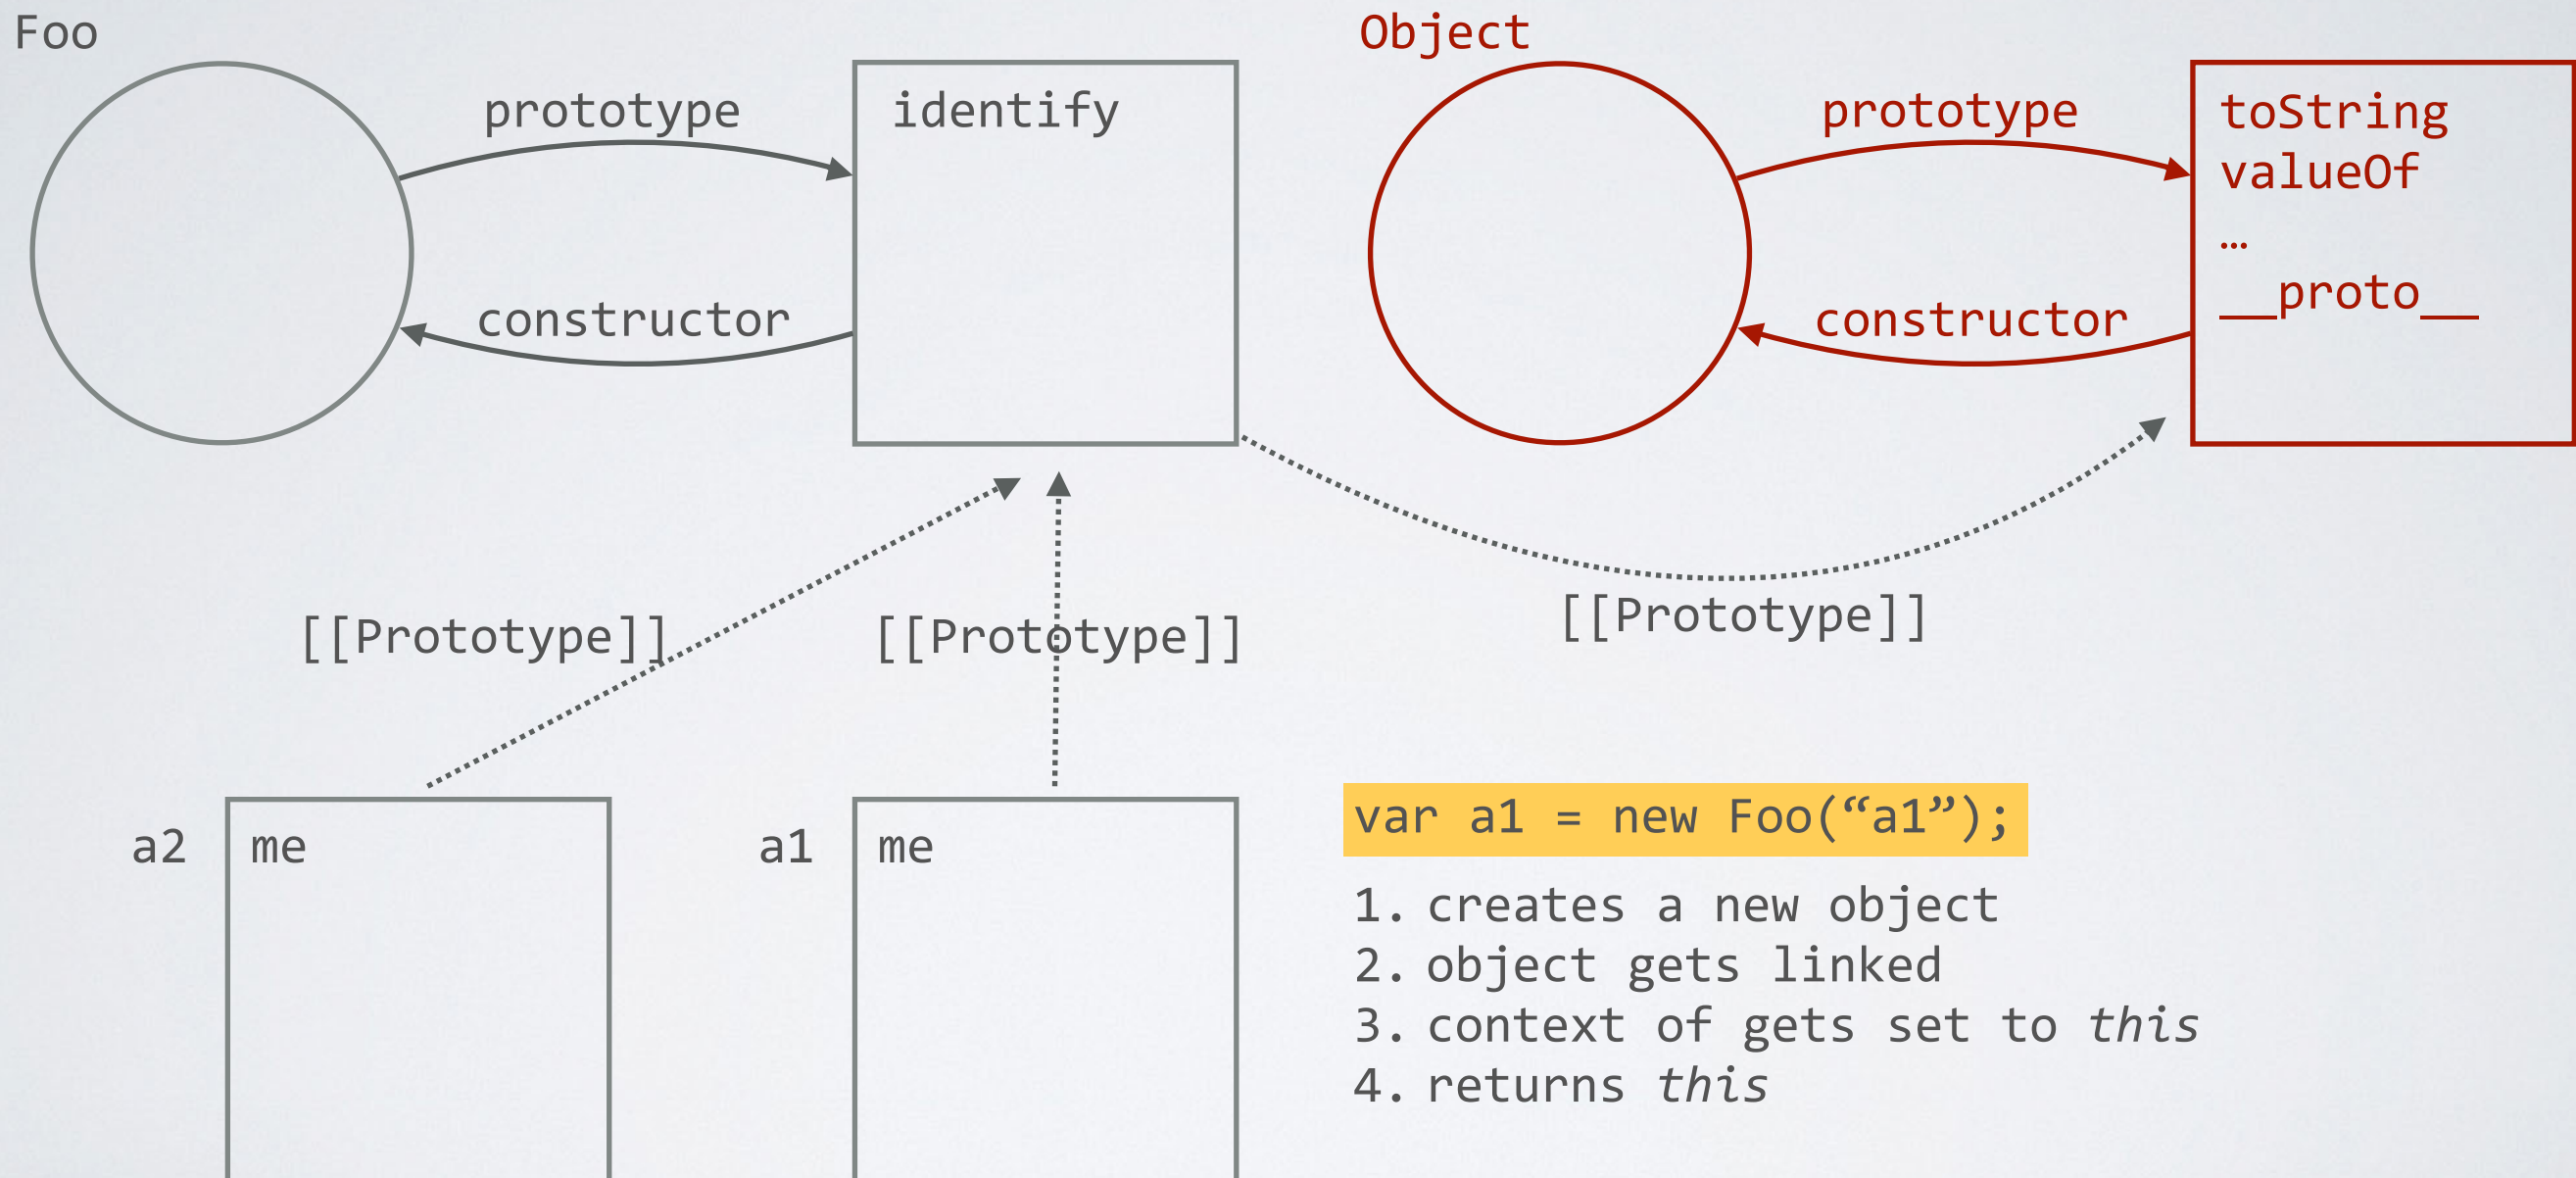 Foo
Object
prototype
identify
prototype
toString
valueOf
…
__proto__
constructor
constructor
[[Prototype]]
[[Prototype]]
[[Prototype]]
a2
me
a1
me
var a1 = new Foo(“a1”);
1. creates a new object
2. object gets linked
3. context of gets set to this
4. returns this